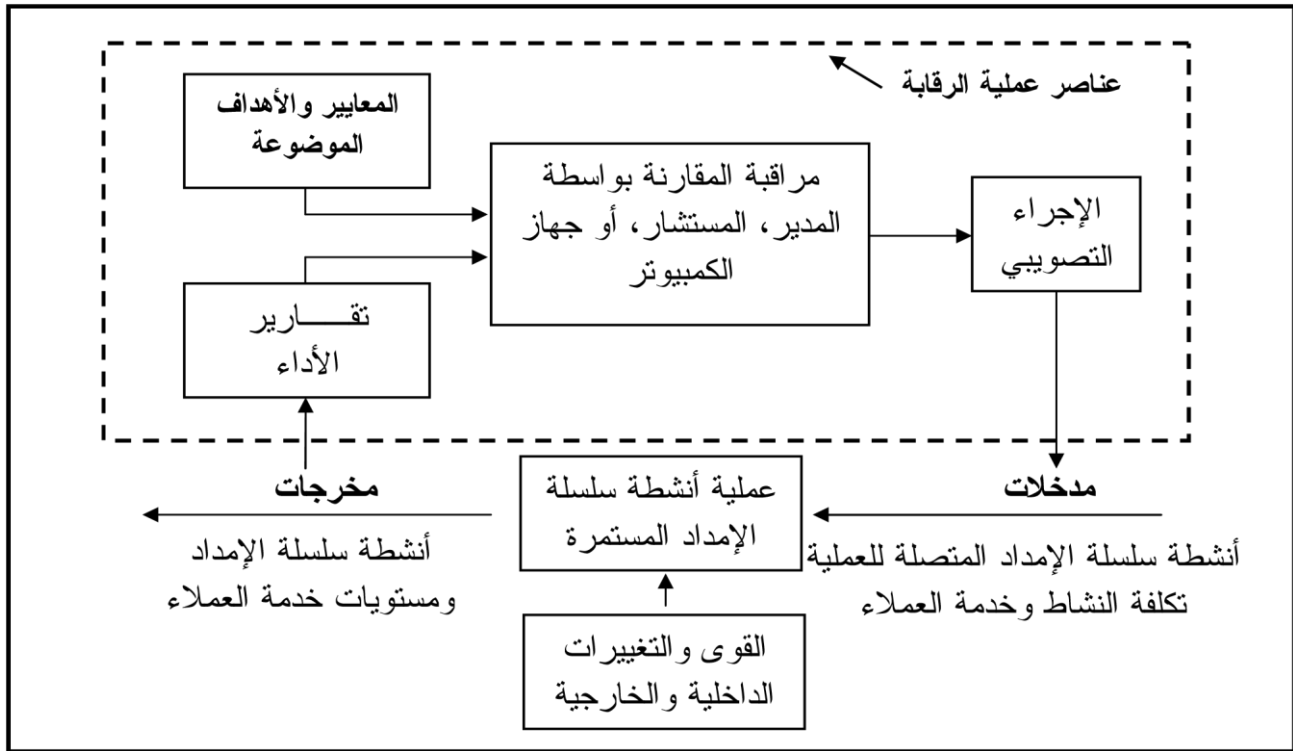 عناصر عملية الرقابة
المعايير والأهداف
الموضوعة
مراقبة المقارنة بواسطة
المدير، المستشار، أو جهاز
الكمبيوتر
الإجراء
التصويبي
تقـــــارير
الأداء
مدخلات
أنشطة سلسلة الإمداد المتصلة للعملية
تكلفة النشاط وخدمة العملاء
عملية أنشطة سلسلة
الإمداد المستمرة
مخرجات
أنشطة سلسلة الإمداد
ومستويات خدمة العملاء
القوى والتغييرات
الداخلية والخارجية